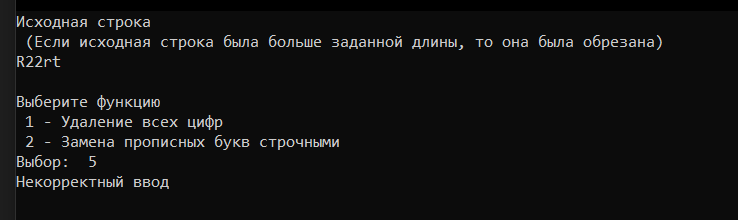 Исходная строка
(Если исходная строка была больше заданной длины, то она была обрезана)
R22rt
Выберите функцию
1 - Удаление всех цифр
2 - Замена прописных букв строчными
Выбор:  5
Некорректный ввод